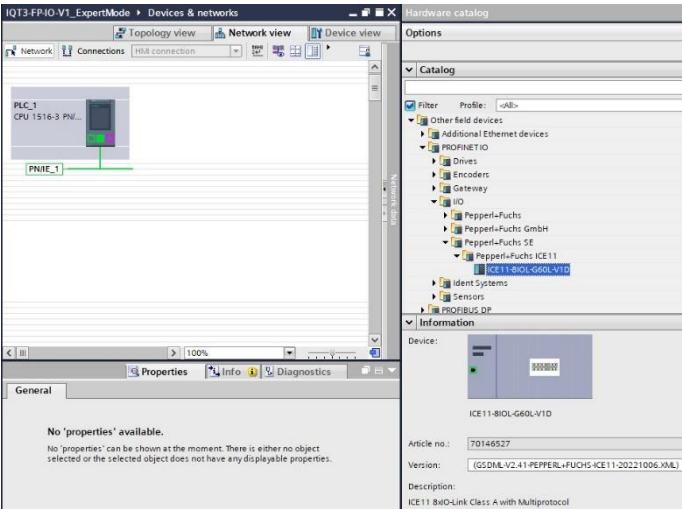 IQT3-FP-IO-V1_ExpertMode ▸ Devices & networks
Topology view
Network view
Device view
Network
Connections
HMI connection
PLC_1
CPU 1516-3 PN/...
PN/IE_1
Network data
100%
Properties
Info
Diagnostics
General
No 'properties' available.
No 'properties' can be shown at the moment. There is either no object
selected or the selected object does not have any displayable properties.
Hardware catalog
Options
Catalog
Filter
Profile:
<All>
Other field devices
Additional Ethernet devices
PROFINET IO
Drives
Encoders
Gateway
I/O
Pepperl+Fuchs
Pepperl+Fuchs GmbH
Pepperl+Fuchs SE
Pepperl+Fuchs ICE11
ICE11-8IOL-G60L-V1D
Ident Systems
Sensors
PROFIBUS DP
Information
Device:
ICE11-8IOL-G60L-V1D
Article no.:
70146527
Version:
(GSDML-V2.41-PEPPERL+FUCHS-ICE11-20221006.XML)
Description:
ICE11 8xIO-Link Class A with Multiprotocol